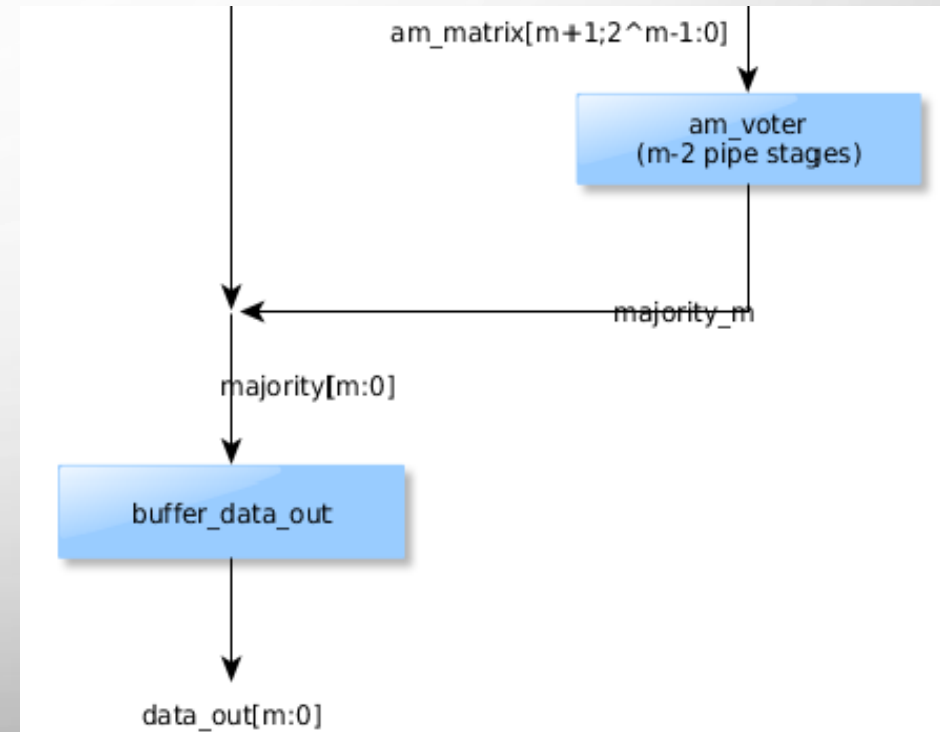 am_matrix[m+1;2^m-1:0]
am_voter
(m-2 pipe stages)
majority_m
majority[m:0]
buffer_data_out
data_out[m:0]